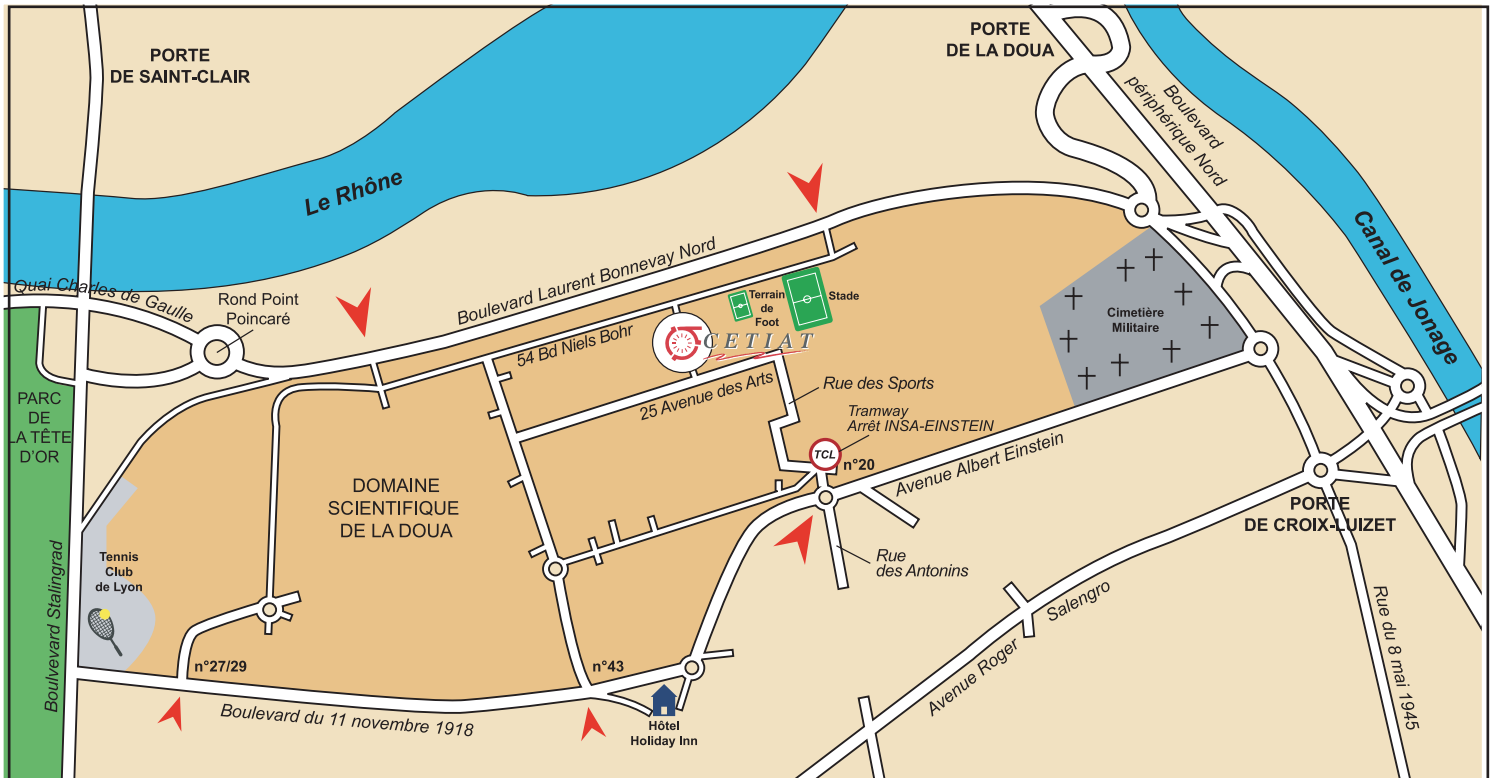 PORTE
DE SAINT-CLAIR
PORTE
DE LA DOUA
Boulevard
périphérique Nord
Le Rhône
Canal de Jonage
Quai Charles de Gaulle
Rond Point
Poincaré
Boulevard Laurent Bonnevay Nord
Terrain
de
Foot
Stade
Cimetière
Militaire
54 Bd Niels Bohr
CETIAT
25 Avenue des Arts
Rue des Sports
Tramway
Arrêt INSA-EINSTEIN
TCL
n°20
Avenue Albert Einstein
PARC
DE
LA TÊTE
D'OR
DOMAINE
SCIENTIFIQUE
DE LA DOUA
PORTE
DE CROIX-LUIZET
Tennis
Club
de Lyon
Rue
des Antonins
Boulvevard Stalingrad
Avenue Roger Salengro
Rue du 8 mai 1945
n°27/29
n°43
Boulevard du 11 novembre 1918
Hôtel
Holiday Inn